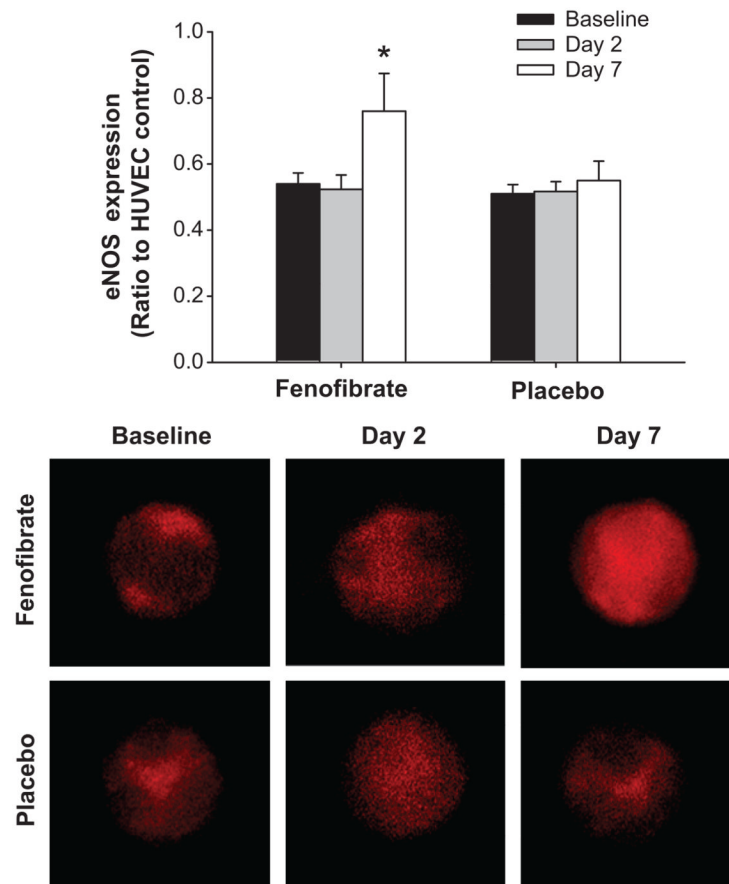 Baseline
Day 2
Day 7
1.0
0.8
0.6
0.4
0.2
0.0
eNOS expression
(Ratio to HUVEC control)
*
Fenofibrate
Placebo
Baseline
Day 2
Day 7
Fenofibrate
Placebo